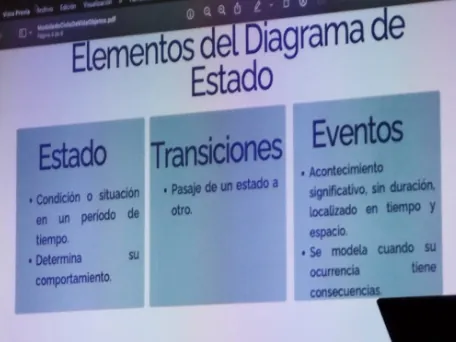 Elementos del Diagrama de
Estado
Estado
• Condición o situación
en un período de
tiempo.
• Determina su
comportamiento.
Transiciones
• Pasaje de un estado a
otro.
Eventos
• Acontecimiento
significativo, sin duración,
localizado en tiempo y
espacio.
• Se modela cuando su
ocurrencia tiene
consecuencias.